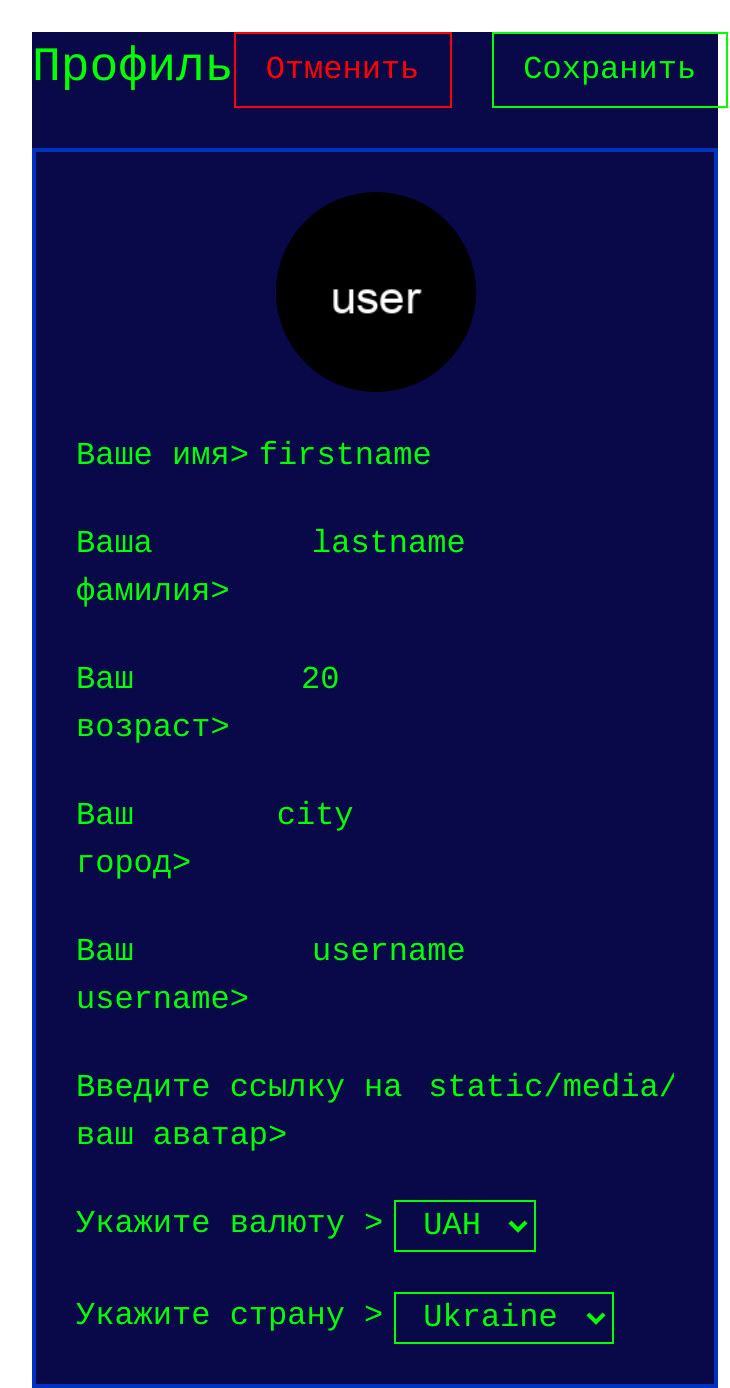 Профиль Отменить Сохранить
user
Ваше имя> firstname
Ваша lastname
фамилия>
Ваш 20
возраст>
Ваш city
город>
Ваш username
username>
Введите ссылку на static/media/
ваш аватар>
Укажите валюту > UAH
Укажите страну > Ukraine